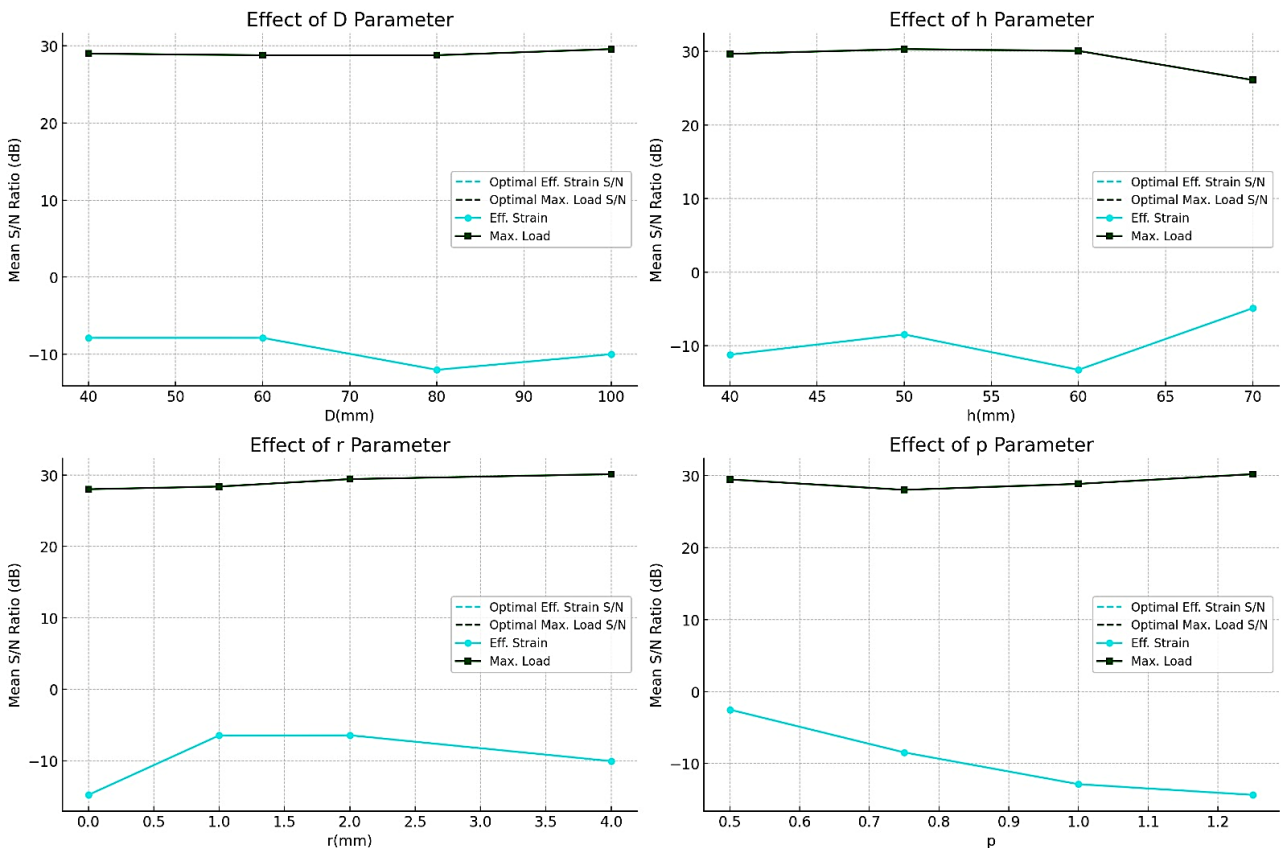 Effect of D Parameter
Mean S/N Ratio (dB)
30
20
10
0
−10
Optimal Eff. Strain S/N
Optimal Max. Load S/N
Eff. Strain
Max. Load
40 50 60 70 80 90 100
D(mm)
Effect of h Parameter
Mean S/N Ratio (dB)
30
20
10
0
−10
Optimal Eff. Strain S/N
Optimal Max. Load S/N
Eff. Strain
Max. Load
40 45 50 55 60 65 70
h(mm)
Effect of r Parameter
Mean S/N Ratio (dB)
30
20
10
0
−10
Optimal Eff. Strain S/N
Optimal Max. Load S/N
Eff. Strain
Max. Load
0.0 0.5 1.0 1.5 2.0 2.5 3.0 3.5 4.0
r(mm)
Effect of p Parameter
Mean S/N Ratio (dB)
30
20
10
0
−10
Optimal Eff. Strain S/N
Optimal Max. Load S/N
Eff. Strain
Max. Load
0.5 0.6 0.7 0.8 0.9 1.0 1.1 1.2
p